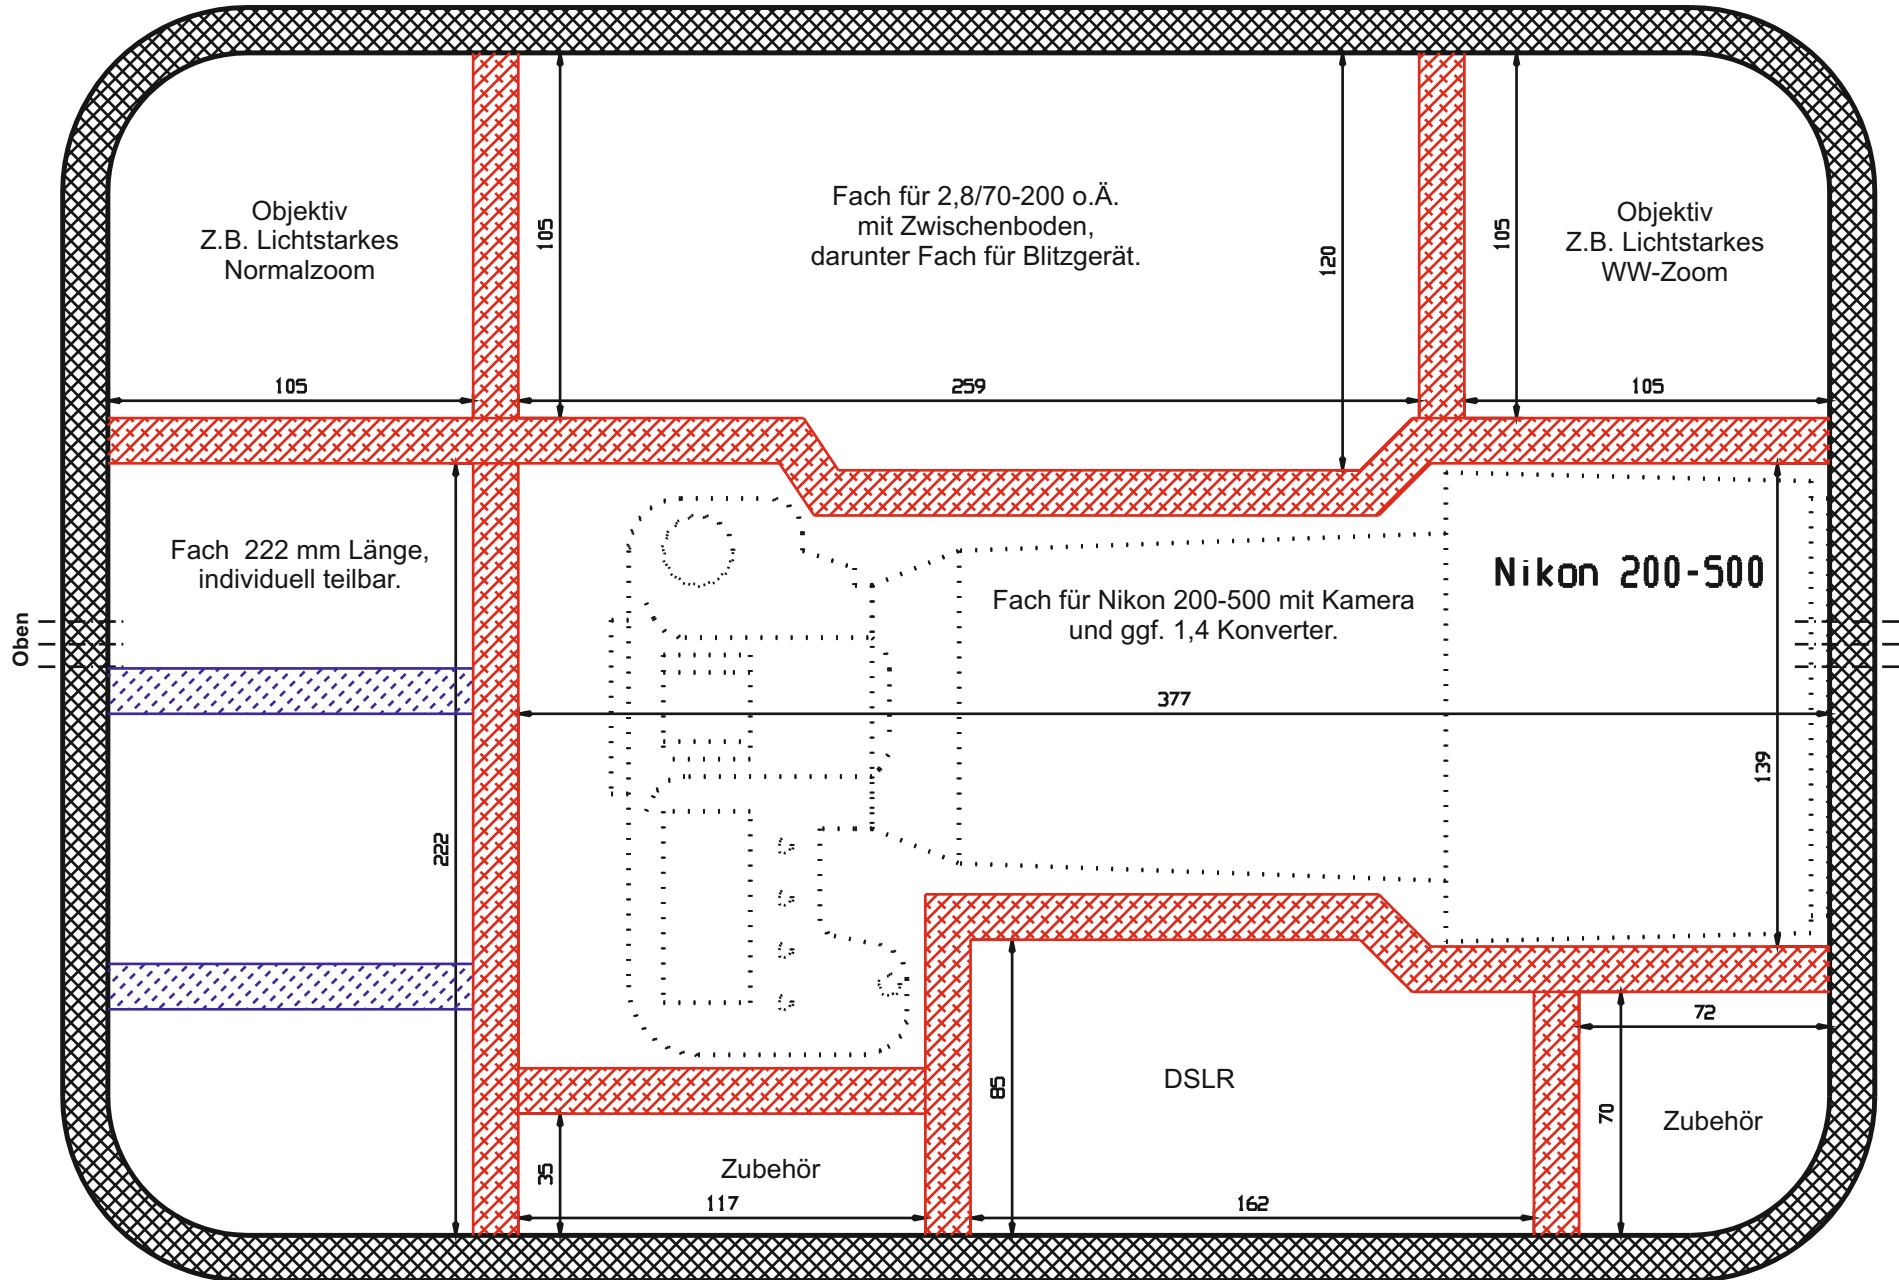 Objektiv
Z.B. Lichtstarkes
Normalzoom
105
105
Fach für 2,8/70-200 o.Ä.
mit Zwischenboden,
darunter Fach für Blitzgerät.
259
120
105
Objektiv
Z.B. Lichtstarkes
WW-Zoom
105
Oben
Fach 222 mm Länge,
individuell teilbar.
222
Fach für Nikon 200-500 mit Kamera
und ggf. 1,4 Konverter.
Nikon 200-500
377
139
35
Zubehör
117
85
DSLR
162
72
70
Zubehör